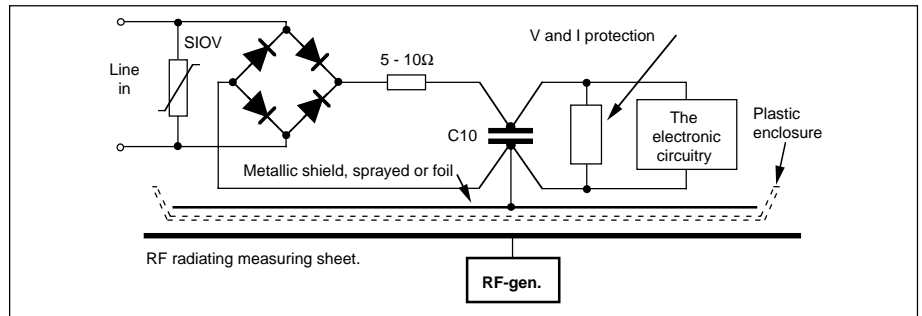 SIOV
Line
in
5 - 10Ω
V and I protection
C10
The
electronic
circuitry
Plastic
enclosure
Metallic shield, sprayed or foil
RF radiating measuring sheet.
RF-gen.